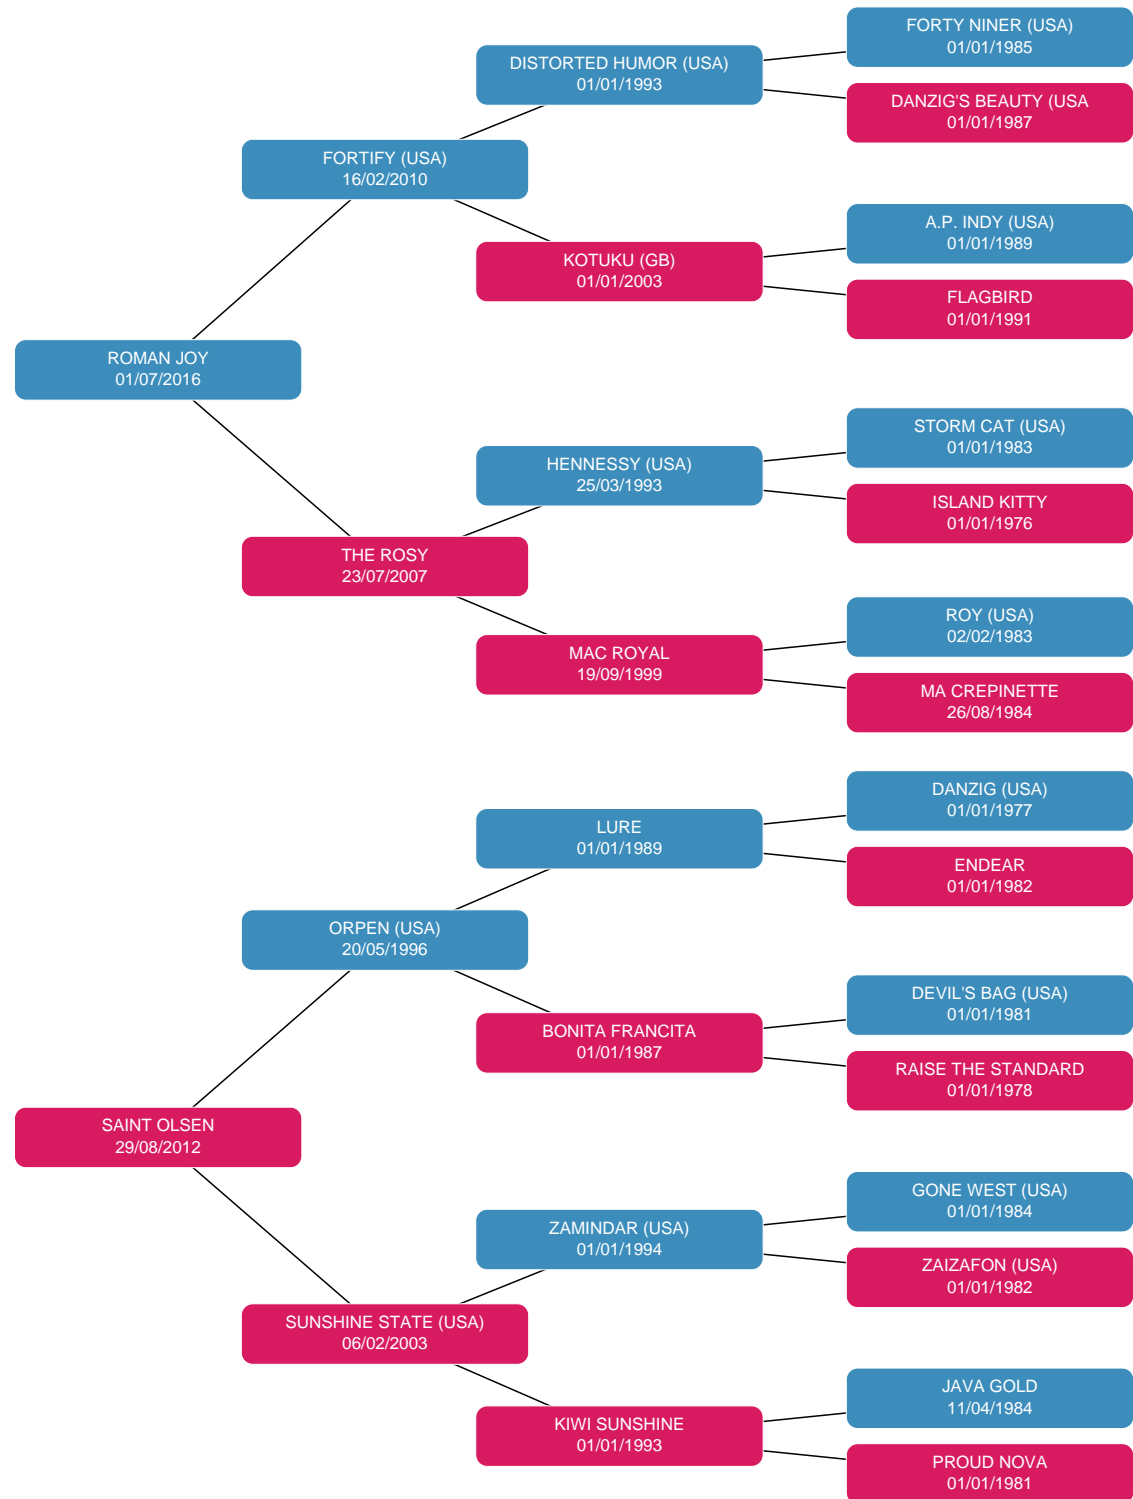 FORTY NINER (USA)
01/01/1985
DISTORTED HUMOR (USA)
01/01/1993
DANZIG'S BEAUTY (USA
01/01/1987
FORTIFY (USA)
16/02/2010
A.P. INDY (USA)
01/01/1989
KOTUKU (GB)
01/01/2003
FLAGBIRD
01/01/1991
ROMAN JOY
01/07/2016
STORM CAT (USA)
01/01/1983
HENNESSY (USA)
25/03/1993
ISLAND KITTY
01/01/1976
THE ROSY
23/07/2007
ROY (USA)
02/02/1983
MAC ROYAL
19/09/1999
MA CREPINETTE
26/08/1984
DANZIG (USA)
01/01/1977
LURE
01/01/1989
ENDEAR
01/01/1982
ORPEN (USA)
20/05/1996
DEVIL'S BAG (USA)
01/01/1981
BONITA FRANCITA
01/01/1987
RAISE THE STANDARD
01/01/1978
SAINT OLSEN
29/08/2012
GONE WEST (USA)
01/01/1984
ZAMINDAR (USA)
01/01/1994
ZAIZAFON (USA)
01/01/1982
SUNSHINE STATE (USA)
06/02/2003
JAVA GOLD
11/04/1984
KIWI SUNSHINE
01/01/1993
PROUD NOVA
01/01/1981